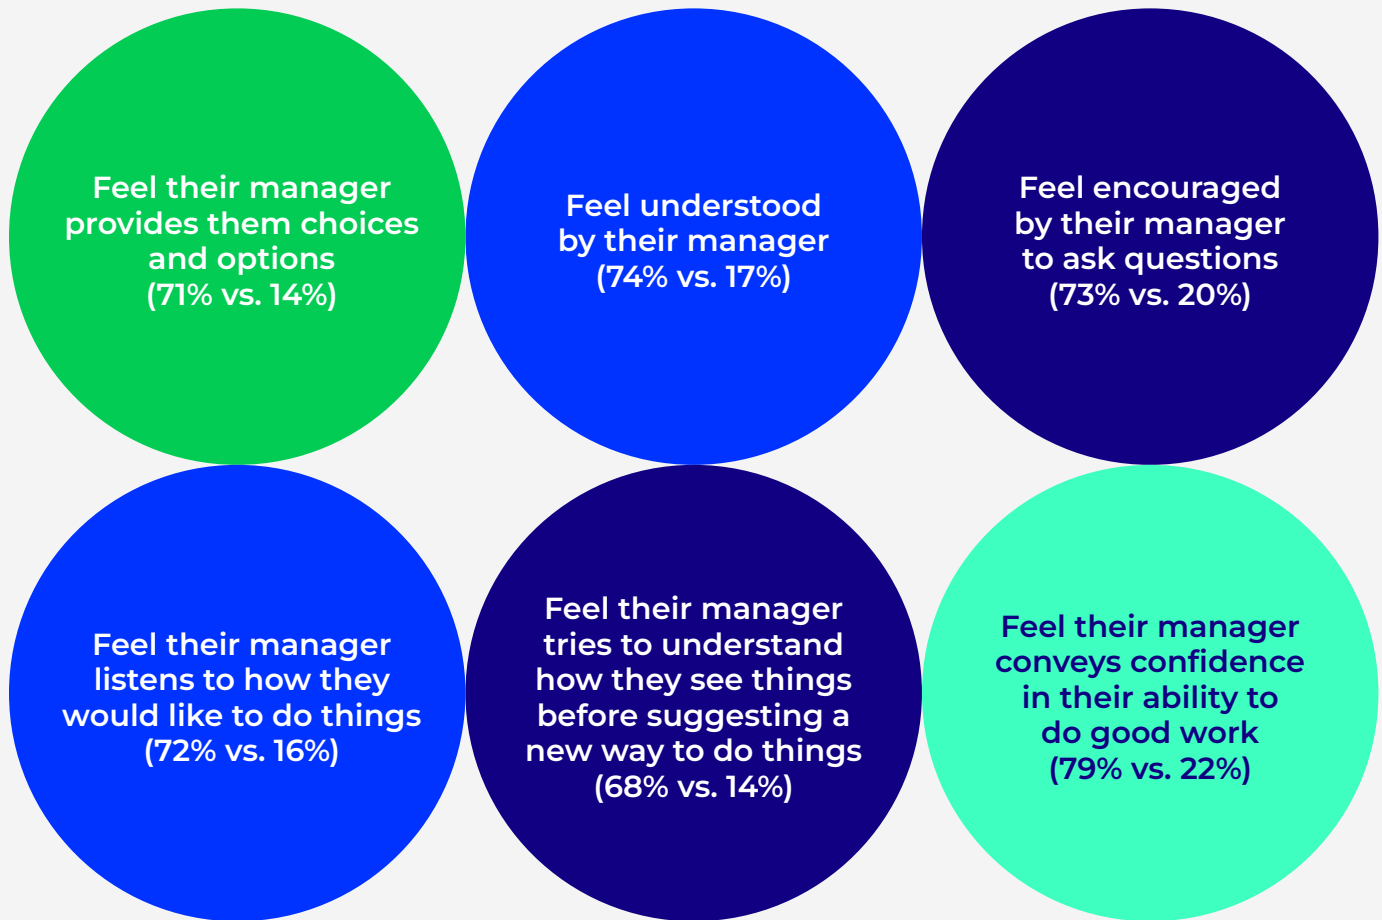 Feel their manager
provides them choices
and options
(71% vs. 14%)
Feel understood
by their manager
(74% vs. 17%)
Feel encouraged
by their manager
to ask questions
(73% vs. 20%)
Feel their manager
listens to how they
would like to do things
(72% vs. 16%)
Feel their manager
tries to understand
how they see things
before suggesting a
new way to do things
(68% vs. 14%)
Feel their manager
conveys confidence
in their ability to
do good work
(79% vs. 22%)